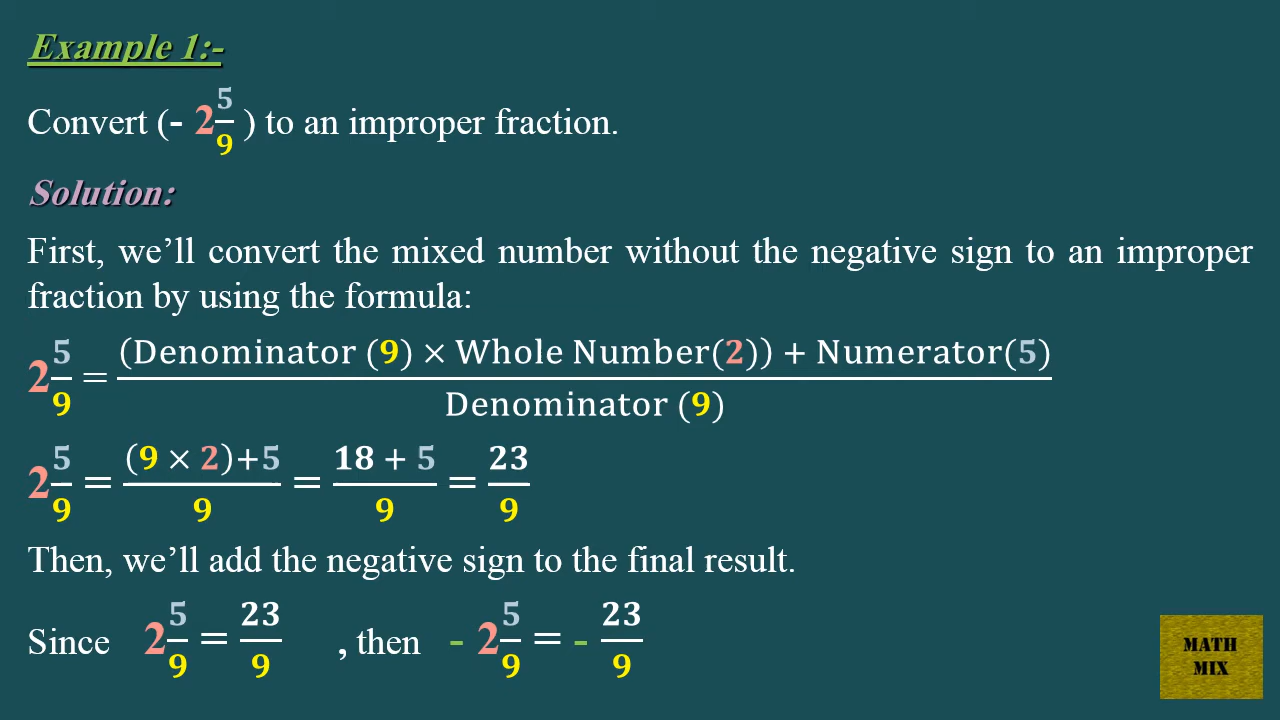 Example 1:-
Convert (- 2 5/9 ) to an improper fraction.
Solution:
First, we’ll convert the mixed number without the negative sign to an improper
fraction by using the formula:
2 5/9 = ((Denominator (9) × Whole Number(2)) + Numerator(5))/(Denominator (9))
2 5/9 = ((9 × 2)+5)/9 = (18 + 5)/9 = 23/9
Then, we’ll add the negative sign to the final result.
Since 2 5/9 = 23/9 , then - 2 5/9 = - 23/9
MATH
MIX